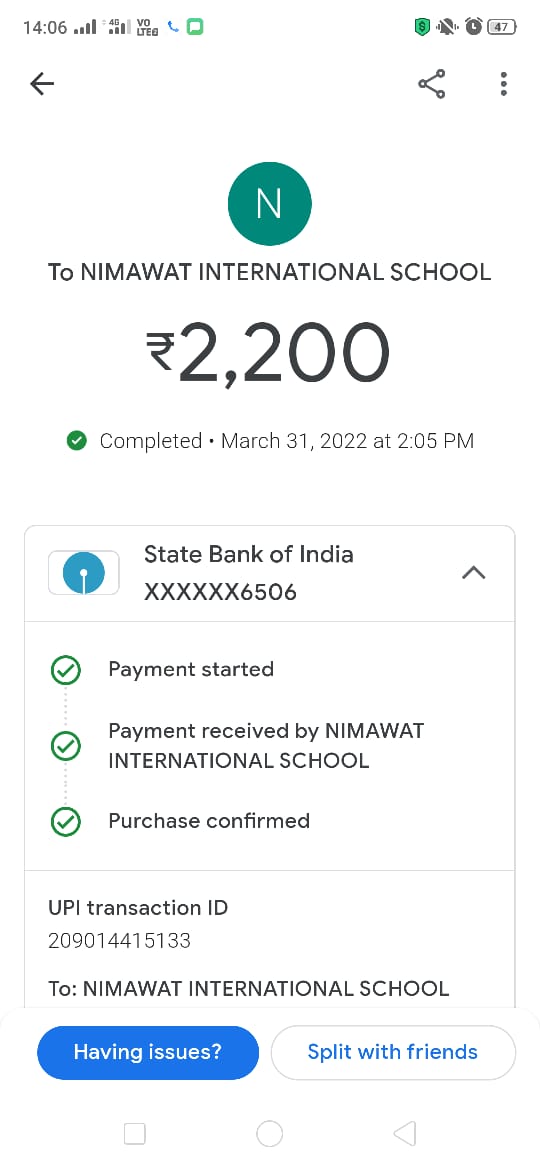 14:06 4G VO LTE 47
N
To NIMAWAT INTERNATIONAL SCHOOL
₹2,200
Completed • March 31, 2022 at 2:05 PM
State Bank of India
XXXXXX6506
Payment started
Payment received by NIMAWAT
INTERNATIONAL SCHOOL
Purchase confirmed
UPI transaction ID
209014415133
To: NIMAWAT INTERNATIONAL SCHOOL
Having issues? Split with friends